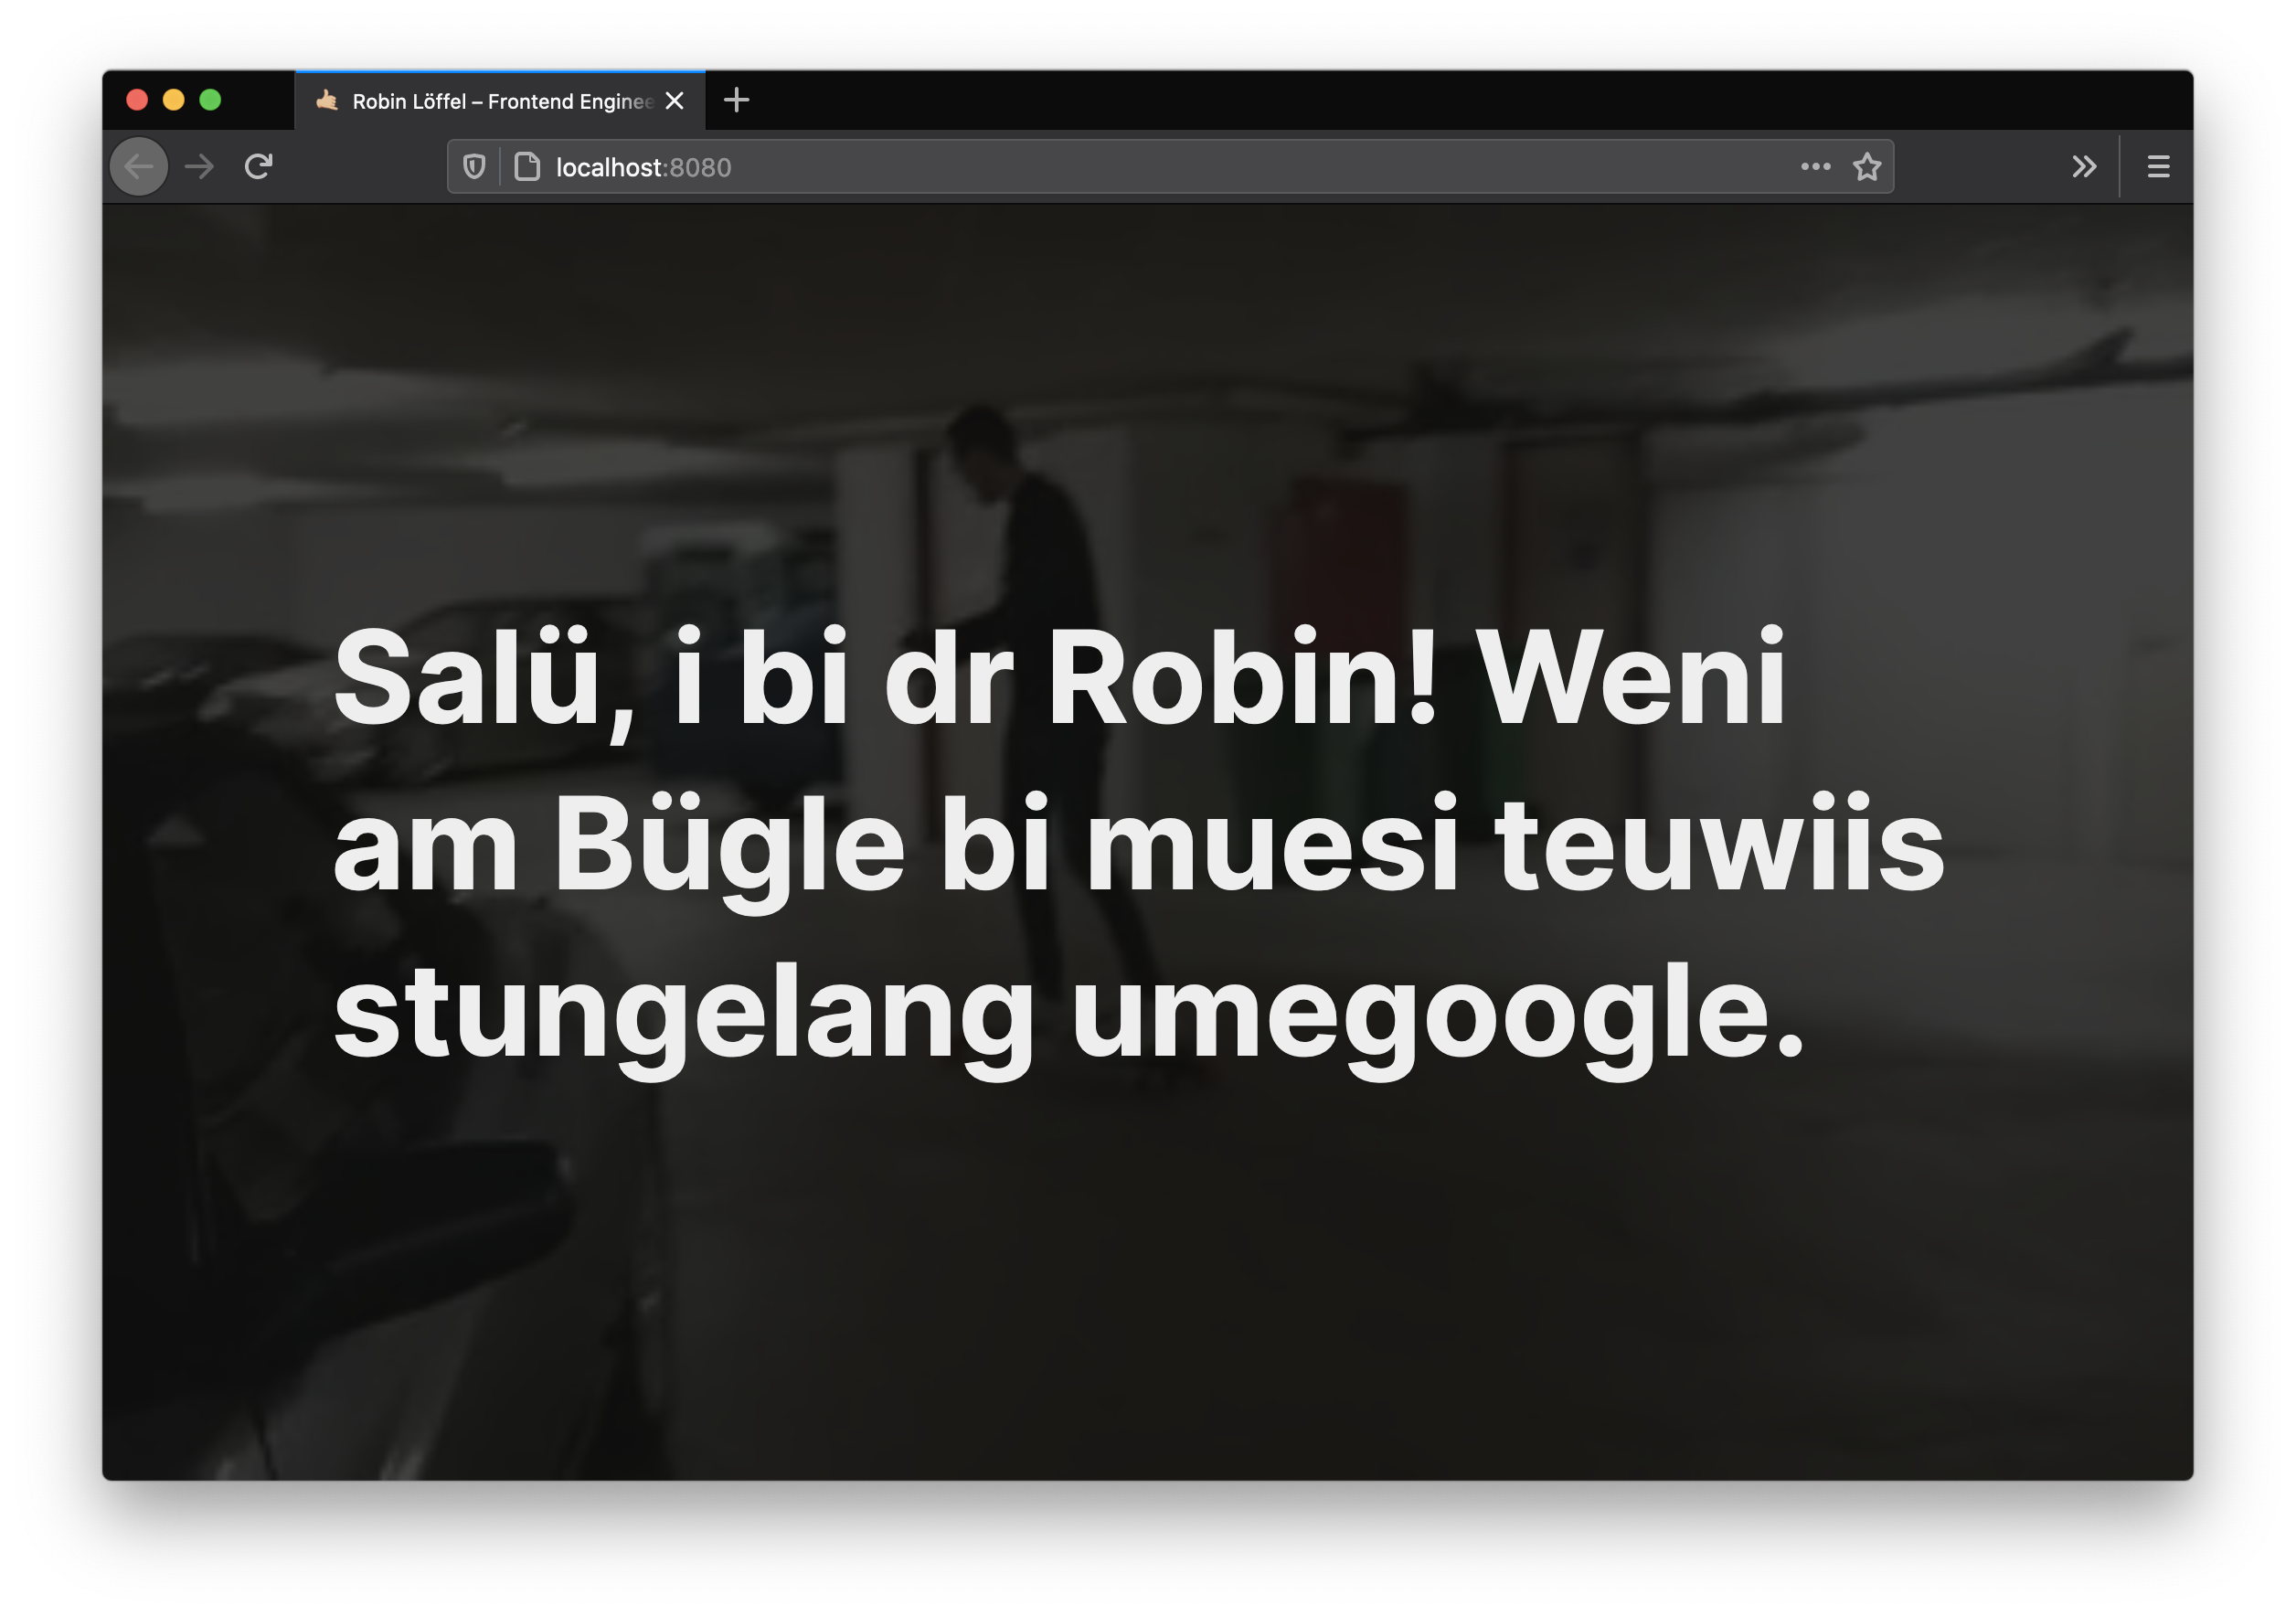 Robin Löffel – Frontend Enginee
localhost:8080
Salü, i bi dr Robin! Weni
am Bügle bi muesi teuwiis
stungelang umegoogle.